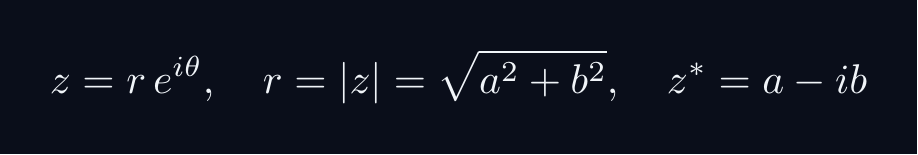 z = r e^{iθ}, r = |z| = √(a² + b²), z* = a − ib